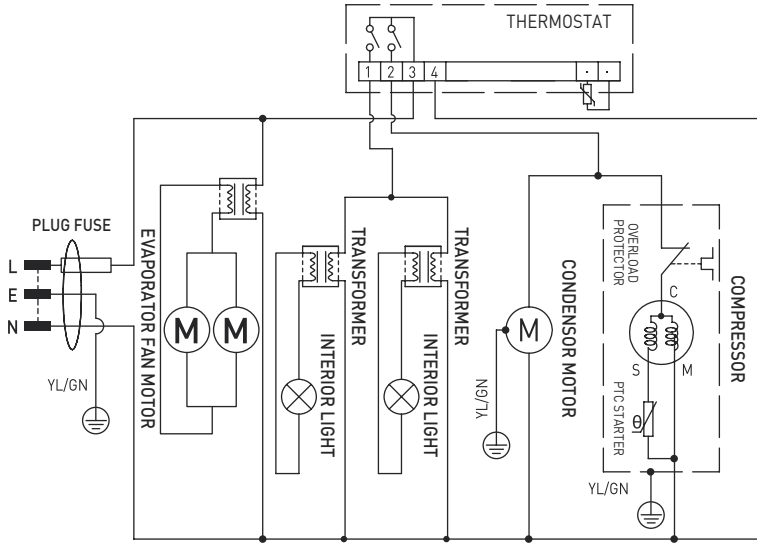 THERMOSTAT
1 2 3 4
PLUG FUSE
L
E
N
YL/GN
EVAPORATOR FAN MOTOR
M M
TRANSFORMER
INTERIOR LIGHT
TRANSFORMER
INTERIOR LIGHT
CONDENSOR MOTOR
M
YL/GN
OVERLOAD
PROTECTOR
C
S M
PTC STARTER
θ
COMPRESSOR
YL/GN